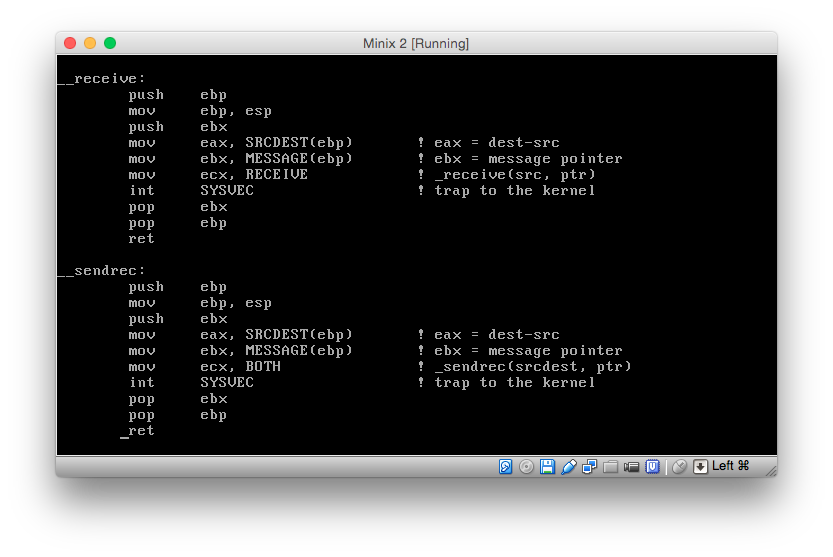 Minix 2 [Running]
__receive:
push ebp
mov ebp, esp
push ebx
mov eax, SRCDEST(ebp) ! eax = dest-src
mov ebx, MESSAGE(ebp) ! ebx = message pointer
mov ecx, RECEIVE ! _receive(src, ptr)
int SYSVEC ! trap to the kernel
pop ebx
pop ebp
ret
__sendrec:
push ebp
mov ebp, esp
push ebx
mov eax, SRCDEST(ebp) ! eax = dest-src
mov ebx, MESSAGE(ebp) ! ebx = message pointer
mov ecx, BOTH ! _sendrec(srcdest, ptr)
int SYSVEC ! trap to the kernel
pop ebx
pop ebp
ret
Left ⌘